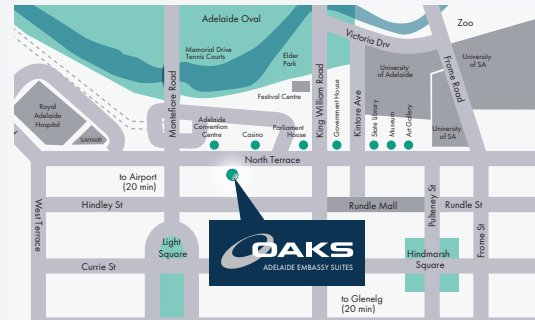 Adelaide Oval
Zoo
Victoria Drv
Memorial Drive
Tennis Courts
Elder
Park
University
of SA
University
of Adelaide
Montefiore Road
King William Road
Frome Road
Festival Centre
Government House
Kintore Ave
State Library
Museum
Art Gallery
Royal
Adelaide
Hospital
SAHMRI
Adelaide
Convention
Centre
Casino
Parliament
House
University
of SA
North Terrace
to Airport
(20 min)
West Terrace
Hindley St
Rundle Mall
Pulteney St
Rundle St
Frome St
Light
Square
OAKS
ADELAIDE EMBASSY SUITES
Hindmarsh
Square
Currie St
to Glenelg
(20 min)